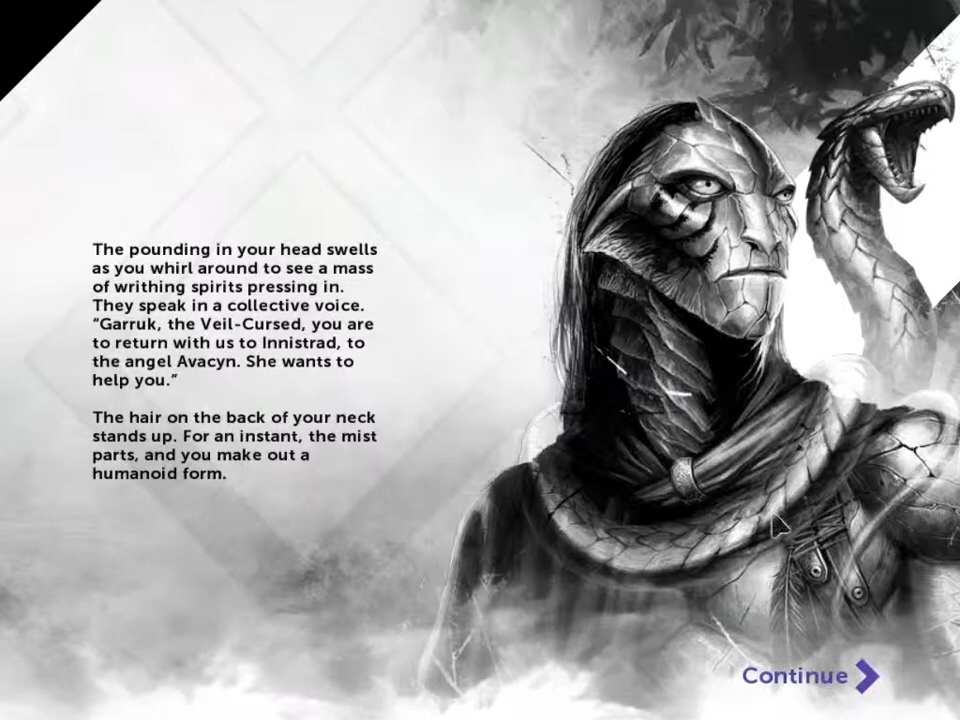 The pounding in your head swells
as you whirl around to see a mass
of writhing spirits pressing in.
They speak in a collective voice.
“Garruk, the Veil-Cursed, you are
to return with us to Innistrad, to
the angel Avacyn. She wants to
help you.”
The hair on the back of your neck
stands up. For an instant, the mist
parts, and you make out a
humanoid form.
Continue